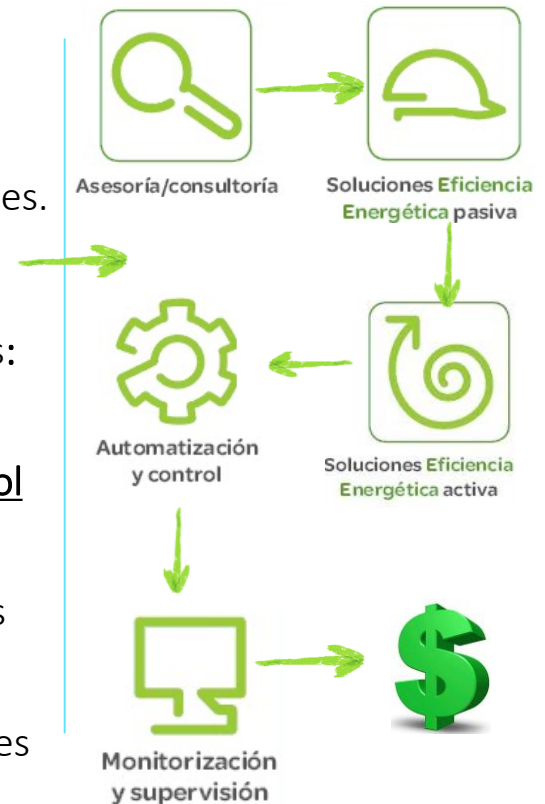 es.
s:
ol
s
es
Asesoría/consultoría
Soluciones Eficiencia
Energética pasiva
Automatización
y control
Soluciones Eficiencia
Energética activa
Monitorización
y supervisión
$